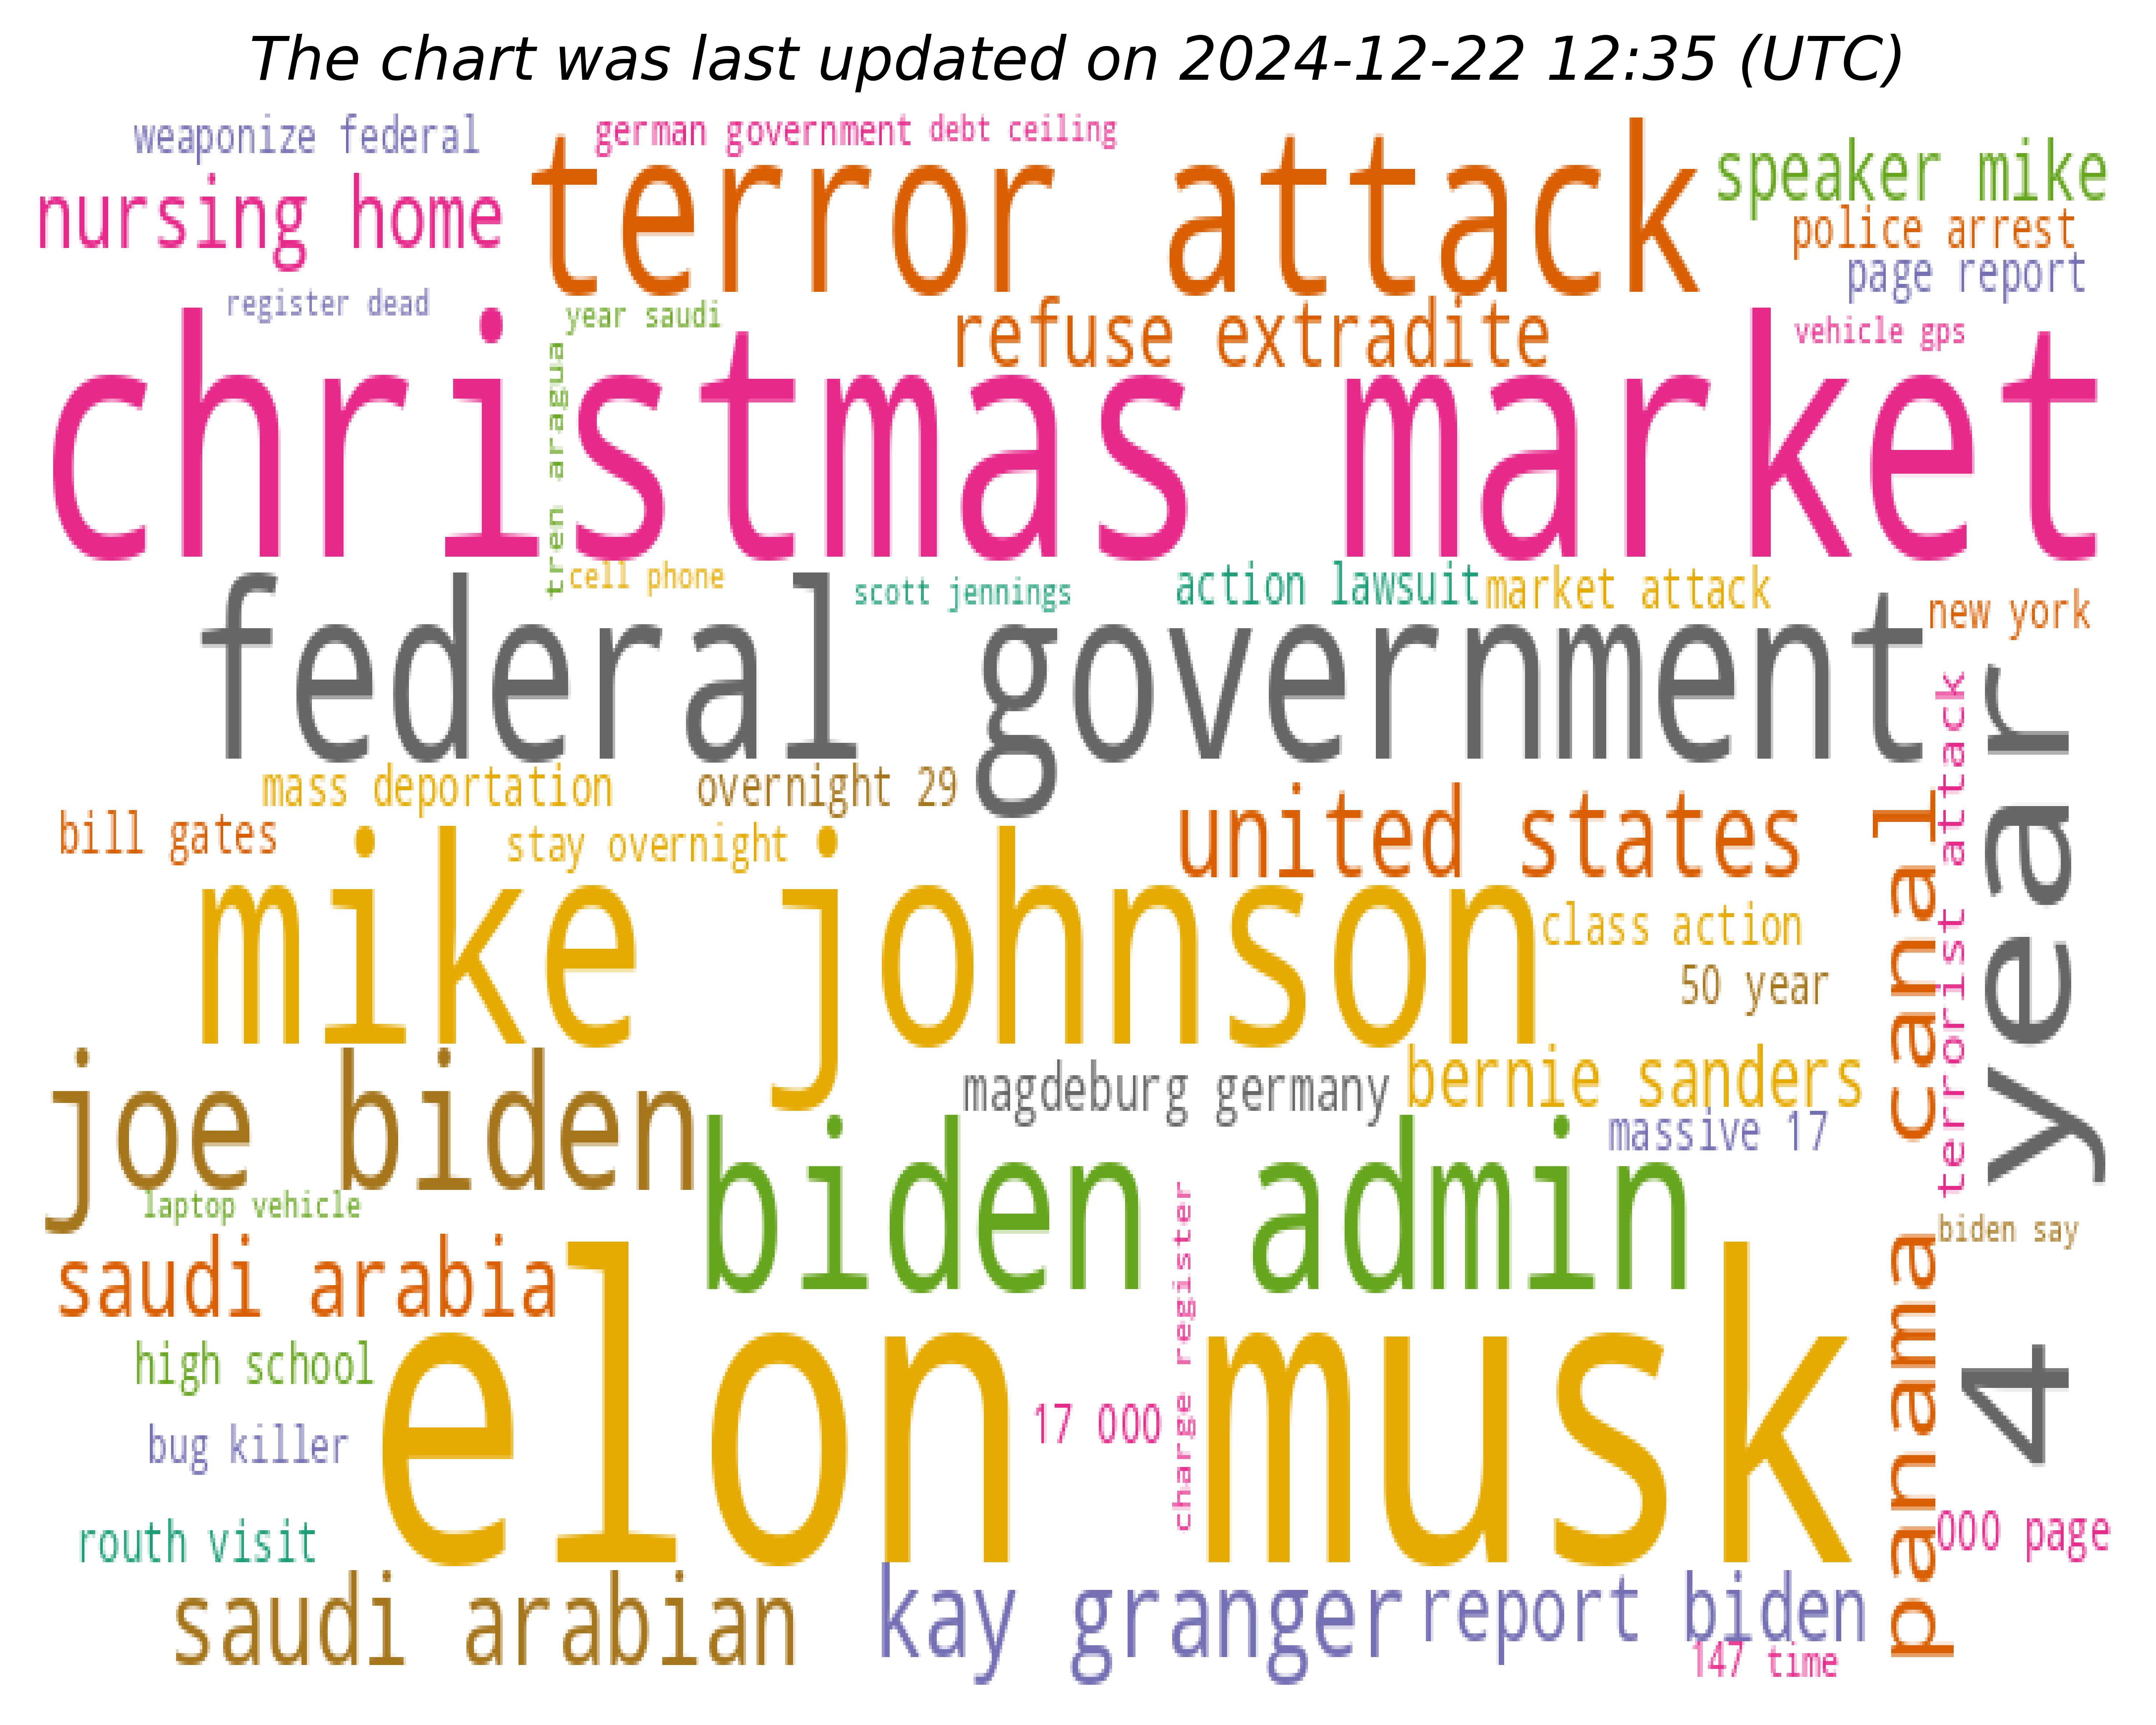 The chart was last updated on 2024-12-22 12:35 (UTC)
weaponize federal
german government
debt ceiling
terror attack
speaker mike
nursing home
police arrest
page report
register dead
year saudi
refuse extradite
vehicle gps
christmas market
tren aragua
cell phone
scott jennings
action lawsuit
market attack
new york
federal government
terrorist attack
4 year
mass deportation
overnight 29
united states
panama canal
bill gates
stay overnight
mike johnson
class action
50 year
joe biden
magdeburg germany
bernie sanders
massive 17
biden admin
laptop vehicle
biden say
saudi arabia
charge register
elon musk
high school
17 000
bug killer
routh visit
000 page
saudi arabian
kay granger
report biden
147 time